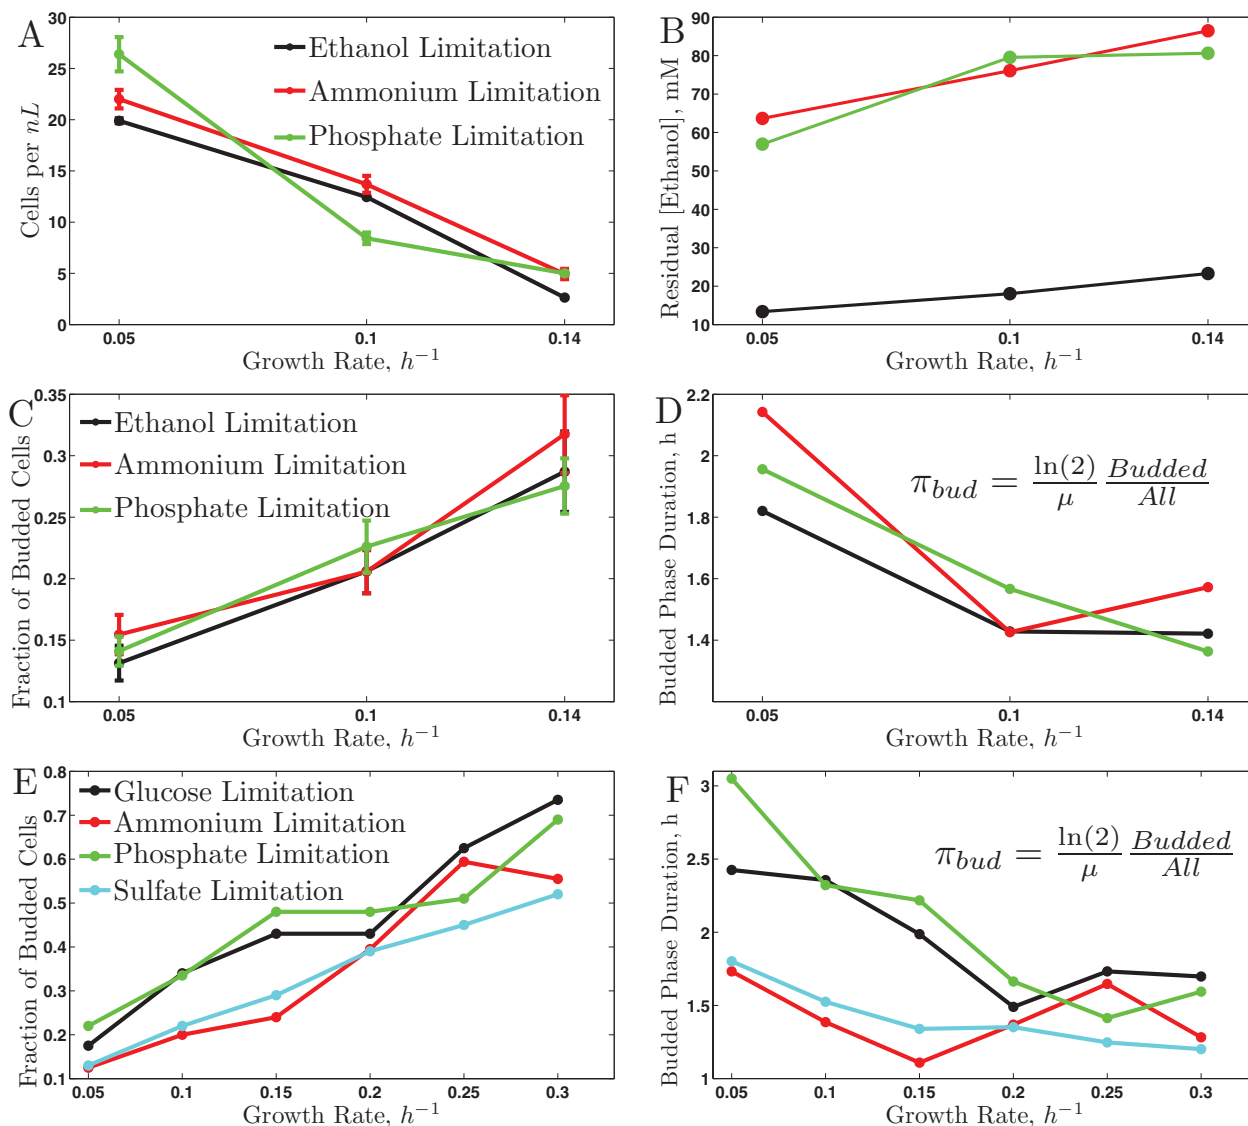 A
Cells per nL
30
25
20
15
10
5
0
Ethanol Limitation
Ammonium Limitation
Phosphate Limitation
0.05 0.1 0.14
Growth Rate, h⁻¹
B
Residual [Ethanol], mM
90
80
70
60
50
40
30
20
10
0.05 0.1 0.14
Growth Rate, h⁻¹
C
Fraction of Budded Cells
0.35
0.3
0.25
0.2
0.15
0.1
Ethanol Limitation
Ammonium Limitation
Phosphate Limitation
0.05 0.1 0.14
Growth Rate, h⁻¹
D
Budded Phase Duration, h
2.2
2
1.8
1.6
1.4
π_bud = ln(2)/μ Budded/All
0.05 0.1 0.14
Growth Rate, h⁻¹
E
Fraction of Budded Cells
0.8
0.7
0.6
0.5
0.4
0.3
0.2
0.1
Glucose Limitation
Ammonium Limitation
Phosphate Limitation
Sulfate Limitation
0.05 0.1 0.15 0.2 0.25 0.3
Growth Rate, h⁻¹
F
Budded Phase Duration, h
3
2.5
2
1.5
1
π_bud = ln(2)/μ Budded/All
0.05 0.1 0.15 0.2 0.25 0.3
Growth Rate, h⁻¹